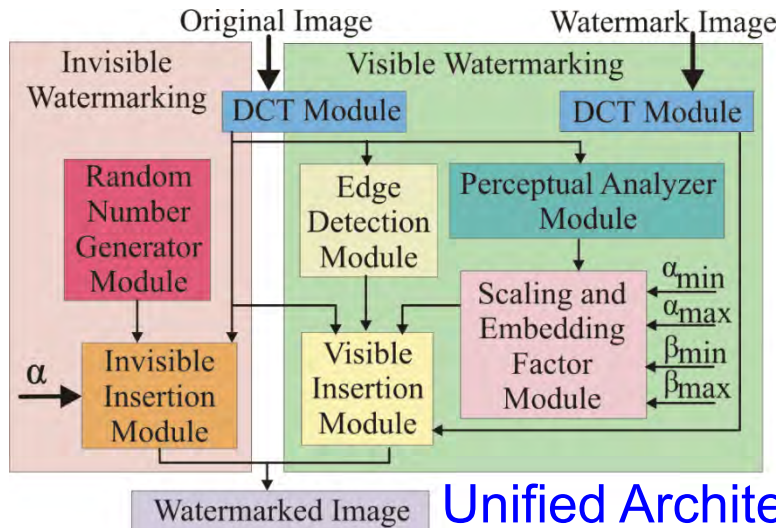 Original Image
Watermark Image
Invisible
Watermarking
Visible Watermarking
DCT Module
DCT Module
Random
Number
Generator
Module
Edge
Detection
Module
Perceptual Analyzer
Module
Scaling and
Embedding
Factor
Module
αmin
αmax
βmin
βmax
α
Invisible
Insertion
Module
Visible
Insertion
Module
Watermarked Image
Unified Archite